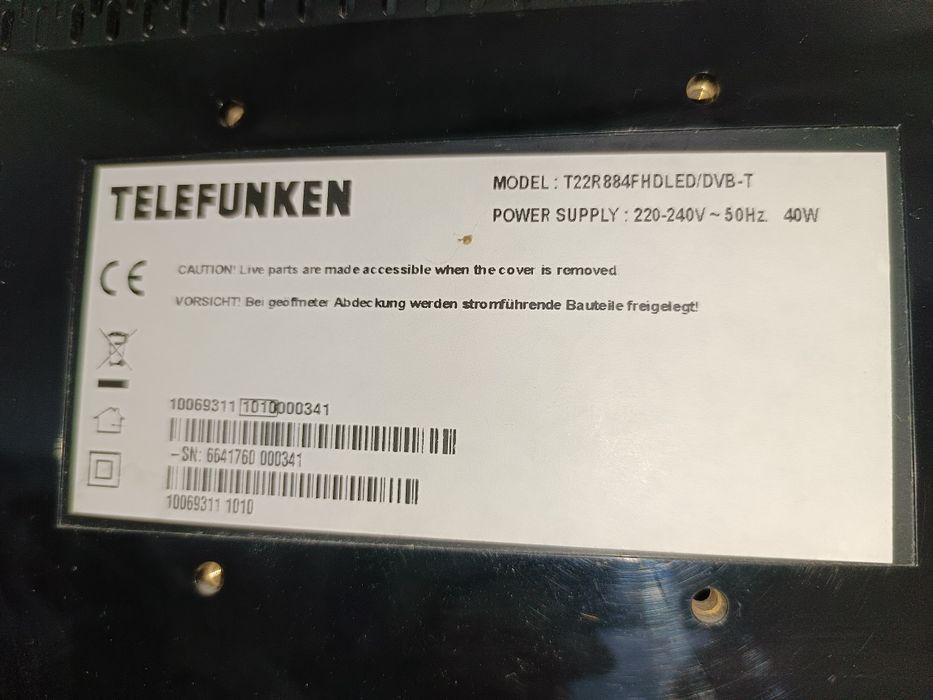 TELEFUNKEN
MODEL : T22R884FHDLED/DVB-T
POWER SUPPLY : 220-240V ~ 50Hz. 40W
CE
CAUTION! Live parts are made accessible when the cover is removed
VORSICHT! Bei geöffneter Abdeckung werden stromführende Bauteile freigelegt!
10069311 1010000341
-SN: 6641760 000341
10069311 1010